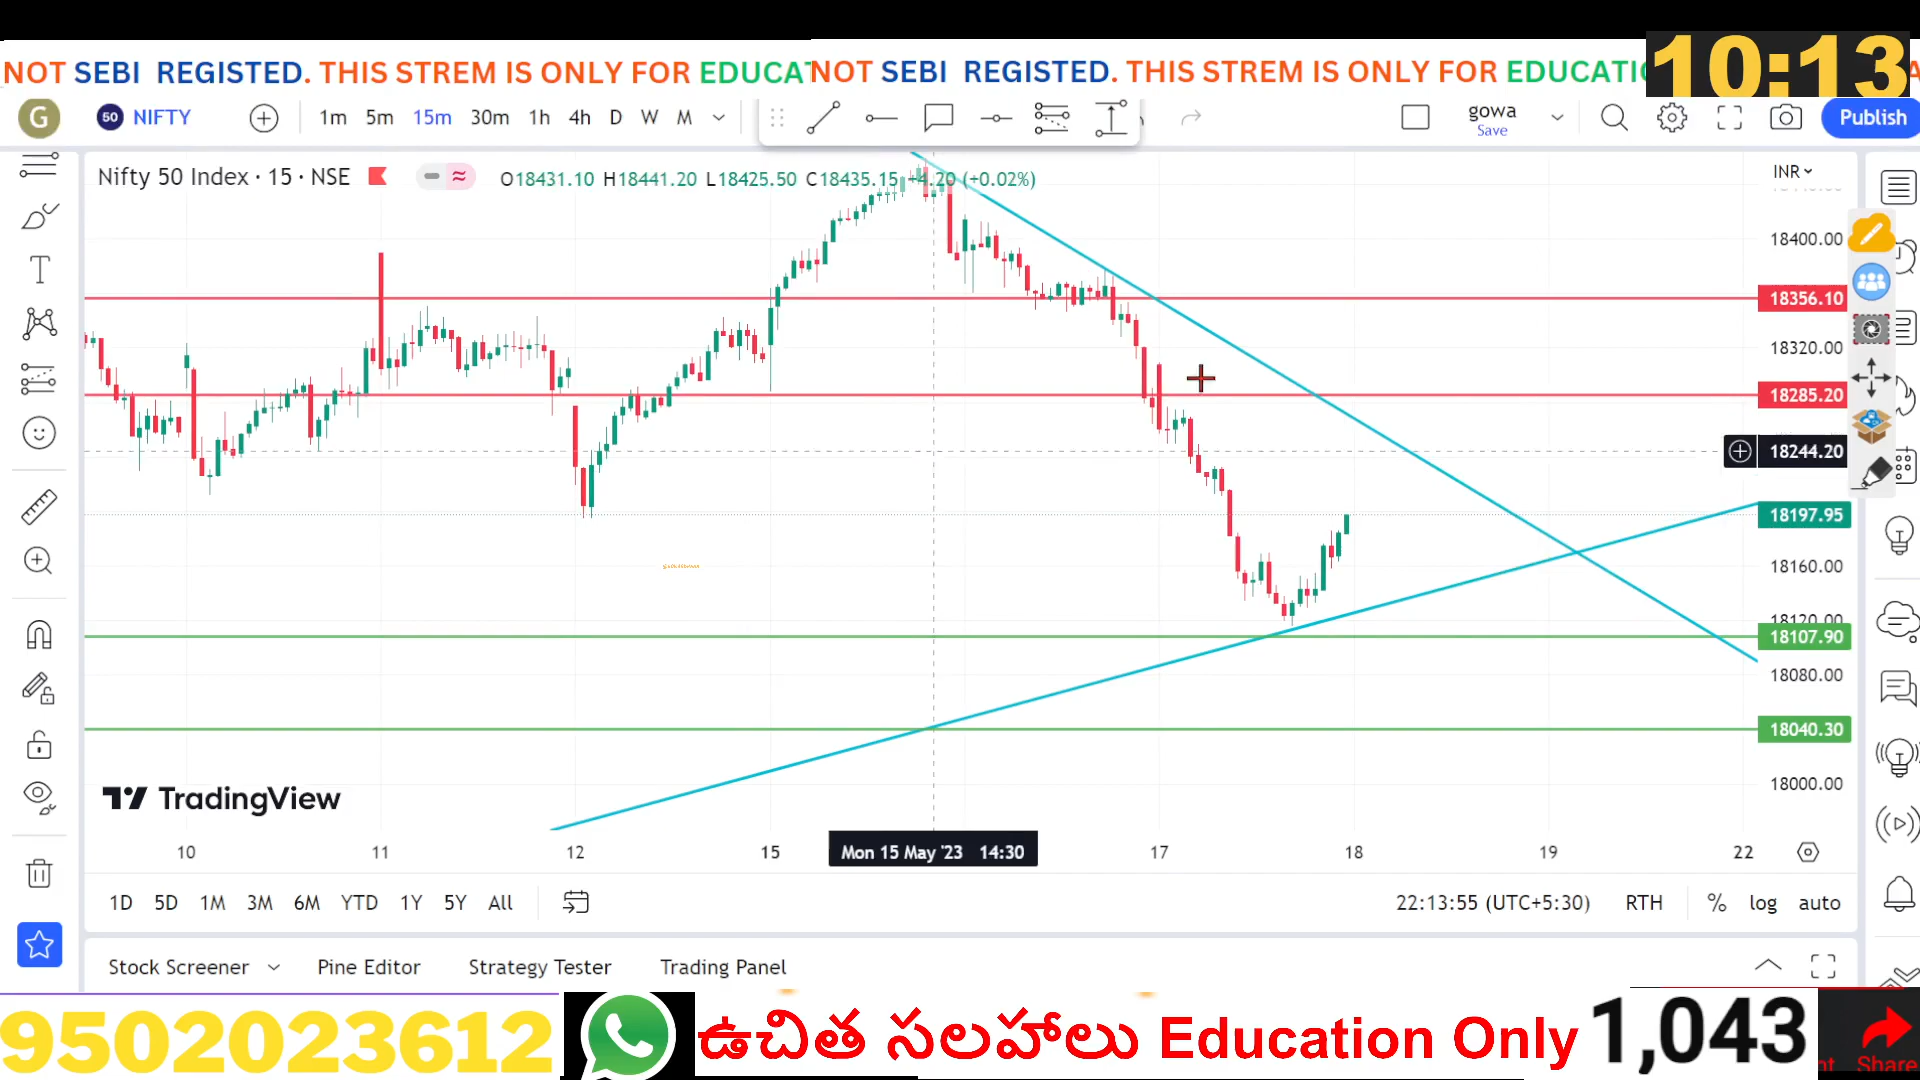 NOT SEBI REGISTED. THIS STREM IS ONLY FOR EDUCAT
NOT SEBI REGISTED. THIS STREM IS ONLY FOR EDUCATIO
10:13
G
50 NIFTY
1m 5m 15m 30m 1h 4h D W M
gowa
Save
Publish
Nifty 50 Index · 15 · NSE
O18431.10 H18441.20 L18425.50 C18435.15 +4.20 (+0.02%)
INR
18400.00
18356.10
18320.00
18285.20
18244.20
18197.95
18160.00
18120.00
18107.90
18080.00
18040.30
18000.00
TradingView
10 11 12 15 Mon 15 May '23 14:30 17 18 19 22
1D 5D 1M 3M 6M YTD 1Y 5Y All
22:13:55 (UTC+5:30) RTH % log auto
Stock Screener Pine Editor Strategy Tester Trading Panel
9502023612
ఉచిత సలహాలు Education Only
1,043
Share